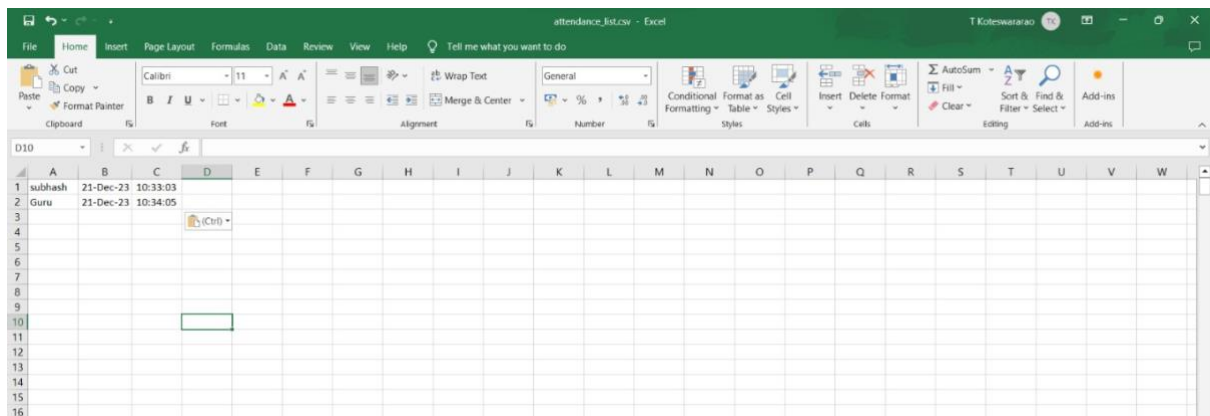 attendance_list.csv - Excel
T Koteswararao TK
File Home Insert Page Layout Formulas Data Review View Help Tell me what you want to do
Paste
Cut
Copy
Format Painter
Clipboard
Calibri 11 A A
B I U A
Font
Wrap Text
Merge & Center
Alignment
General
%
Number
Conditional Formatting
Format as Table
Cell Styles
Styles
Insert Delete Format
Cells
AutoSum
Fill
Clear
Sort & Filter
Find & Select
Editing
Add-ins
Add-ins
D10 fx
A B C D E F G H I J K L M N O P Q R S T U V W
1 subhash 21-Dec-23 10:33:03
2 Guru 21-Dec-23 10:34:05
3 (Ctrl)
4
5
6
7
8
9
10
11
12
13
14
15
16